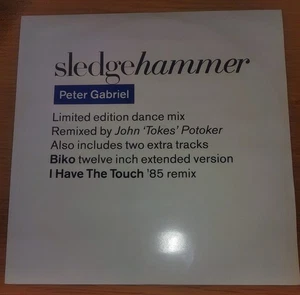 sledgehammer
Peter Gabriel
Limited edition dance mix
Remixed by John 'Tokes' Potoker
Also includes two extra tracks
Biko twelve inch extended version
I Have The Touch '85 remix